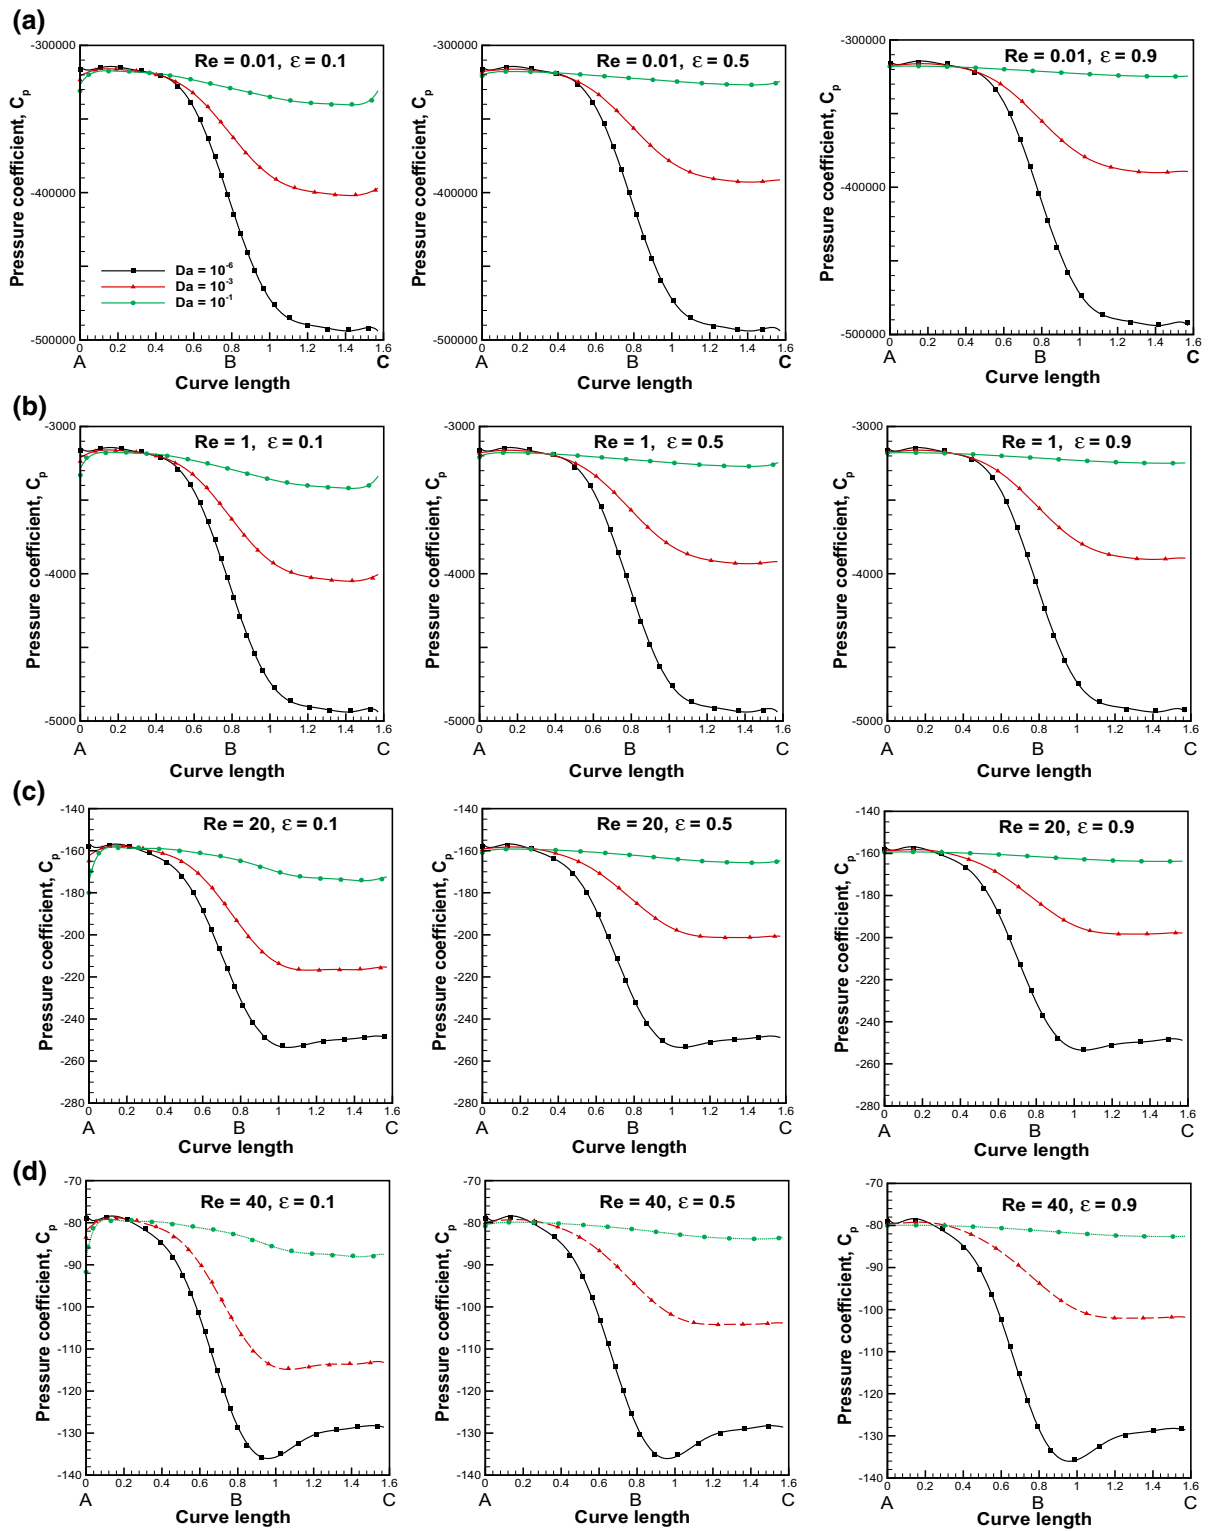 (a)
Re = 0.01, ε = 0.1
Re = 0.01, ε = 0.5
Re = 0.01, ε = 0.9
Pressure coefficient, Cp
-300000
-400000
-500000
Da = 10-6
Da = 10-3
Da = 10-1
0 0.2 0.4 0.6 0.8 1 1.2 1.4 1.6
A B C
Curve length
Pressure coefficient, Cp
-300000
-400000
-500000
0 0.2 0.4 0.6 0.8 1 1.2 1.4 1.6
A B C
Curve length
Pressure coefficient, Cp
-300000
-400000
-500000
0 0.2 0.4 0.6 0.8 1 1.2 1.4 1.6
A B C
Curve length
(b)
Re = 1, ε = 0.1
Re = 1, ε = 0.5
Re = 1, ε = 0.9
Pressure coefficient, Cp
-3000
-4000
-5000
0 0.2 0.4 0.6 0.8 1 1.2 1.4 1.6
A B C
Curve length
Pressure coefficient, Cp
-3000
-4000
-5000
0 0.2 0.4 0.6 0.8 1 1.2 1.4 1.6
A B C
Curve length
Pressure coefficient, Cp
-3000
-4000
-5000
0 0.2 0.4 0.6 0.8 1 1.2 1.4 1.6
A B C
Curve length
(c)
Re = 20, ε = 0.1
Re = 20, ε = 0.5
Re = 20, ε = 0.9
Pressure coefficient, Cp
-140
-160
-180
-200
-220
-240
-260
-280
0 0.2 0.4 0.6 0.8 1 1.2 1.4 1.6
A B C
Curve length
Pressure coefficient, Cp
-140
-160
-180
-200
-220
-240
-260
-280
0 0.2 0.4 0.6 0.8 1 1.2 1.4 1.6
A B C
Curve length
Pressure coefficient, Cp
-140
-160
-180
-200
-220
-240
-260
-280
0 0.2 0.4 0.6 0.8 1 1.2 1.4 1.6
A B C
Curve length
(d)
Re = 40, ε = 0.1
Re = 40, ε = 0.5
Re = 40, ε = 0.9
Pressure coefficient, Cp
-70
-80
-90
-100
-110
-120
-130
-140
0 0.2 0.4 0.6 0.8 1 1.2 1.4 1.6
A B C
Curve length
Pressure coefficient, Cp
-70
-80
-90
-100
-110
-120
-130
-140
0 0.2 0.4 0.6 0.8 1 1.2 1.4 1.6
A B C
Curve length
Pressure coefficient, Cp
-70
-80
-90
-100
-110
-120
-130
-140
0 0.2 0.4 0.6 0.8 1 1.2 1.4 1.6
A B C
Curve length